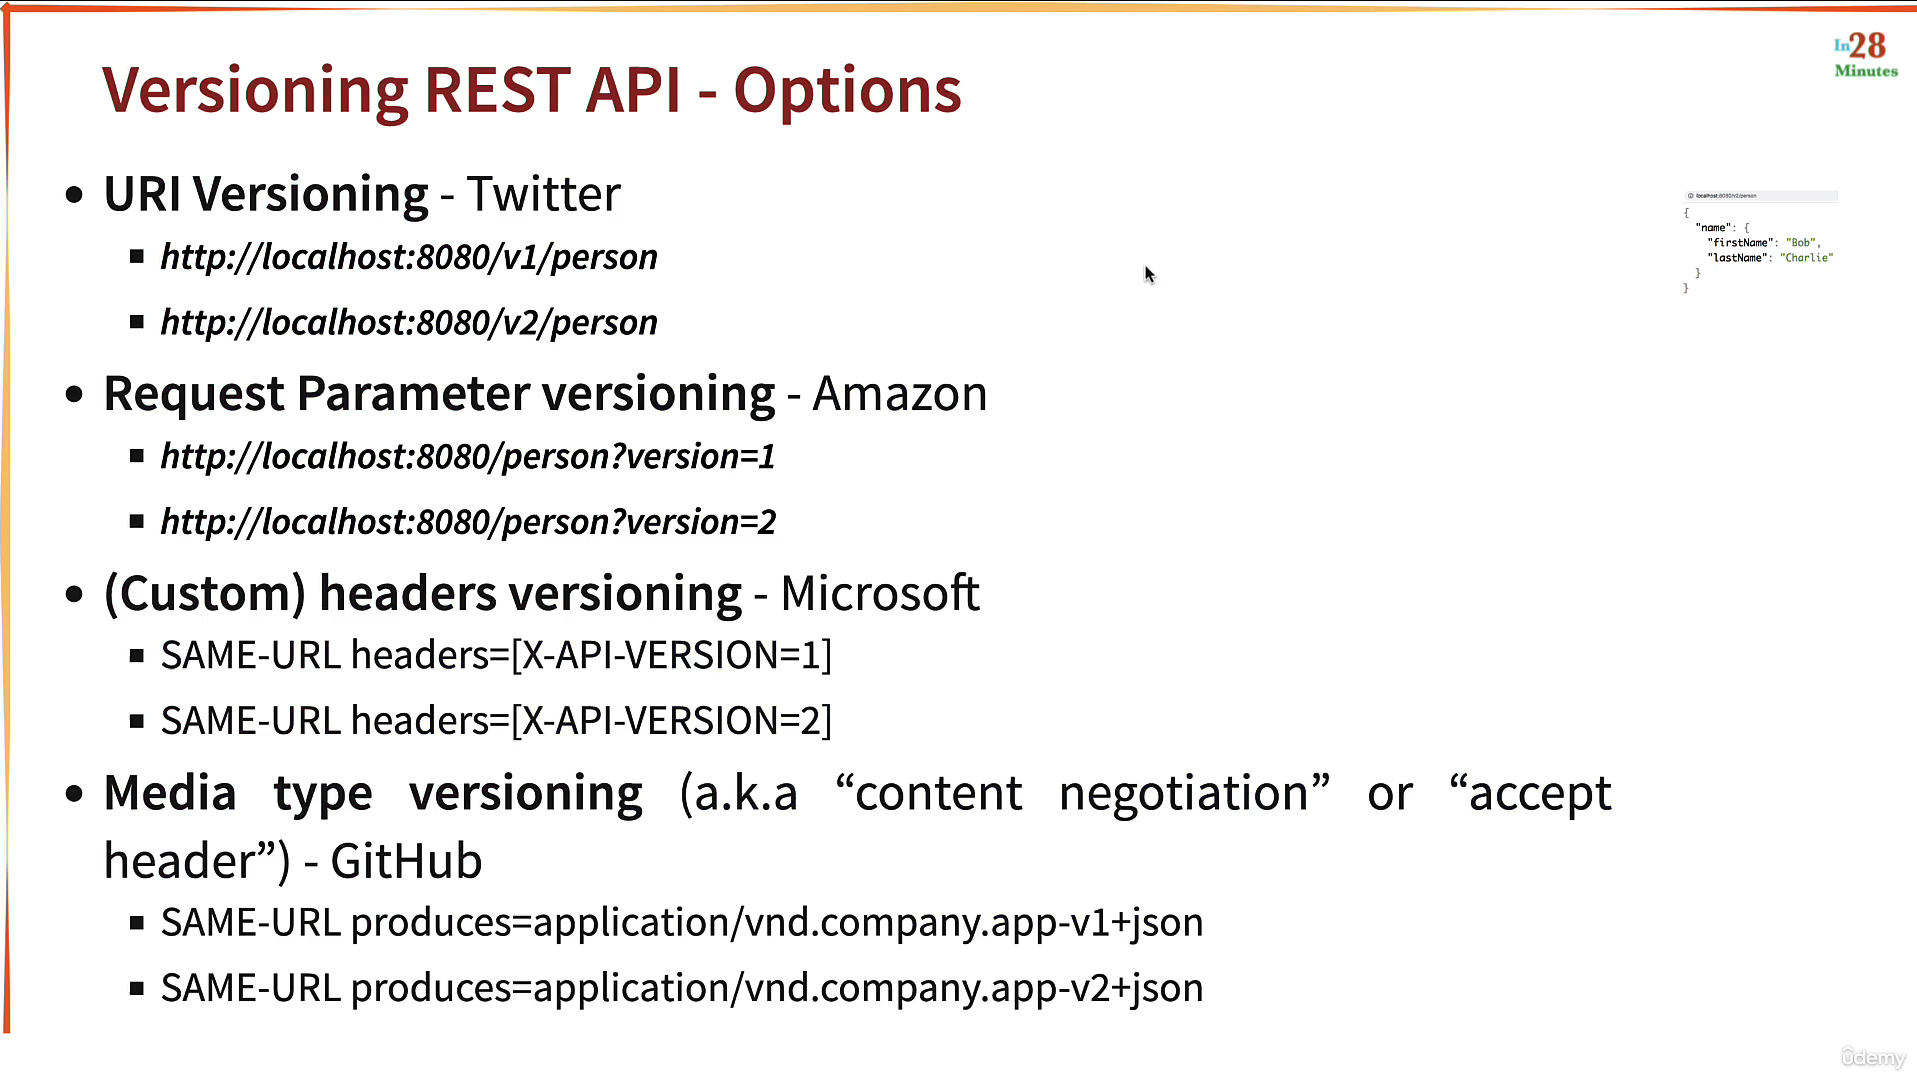 In28
Minutes
Versioning REST API - Options
• URI Versioning - Twitter
▪ http://localhost:8080/v1/person
▪ http://localhost:8080/v2/person
• Request Parameter versioning - Amazon
▪ http://localhost:8080/person?version=1
▪ http://localhost:8080/person?version=2
• (Custom) headers versioning - Microsoft
▪ SAME-URL headers=[X-API-VERSION=1]
▪ SAME-URL headers=[X-API-VERSION=2]
• Media type versioning (a.k.a “content negotiation” or “accept
header”) - GitHub
▪ SAME-URL produces=application/vnd.company.app-v1+json
▪ SAME-URL produces=application/vnd.company.app-v2+json
localhost:8080/v2/person
{
"name": {
"firstName": "Bob",
"lastName": "Charlie"
}
}
ûdemy